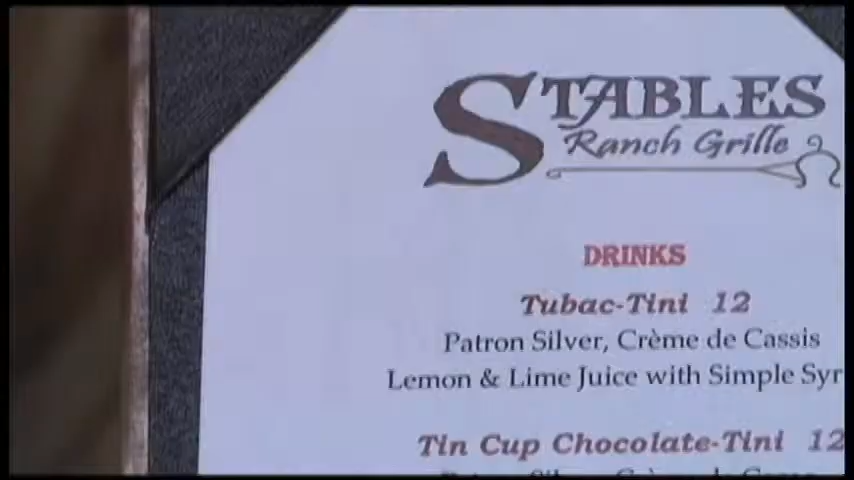 STABLES
Ranch Grille
DRINKS
Tubac-Tini 12
Patron Silver, Crème de Cassis
Lemon & Lime Juice with Simple Syr
Tin Cup Chocolate-Tini 12